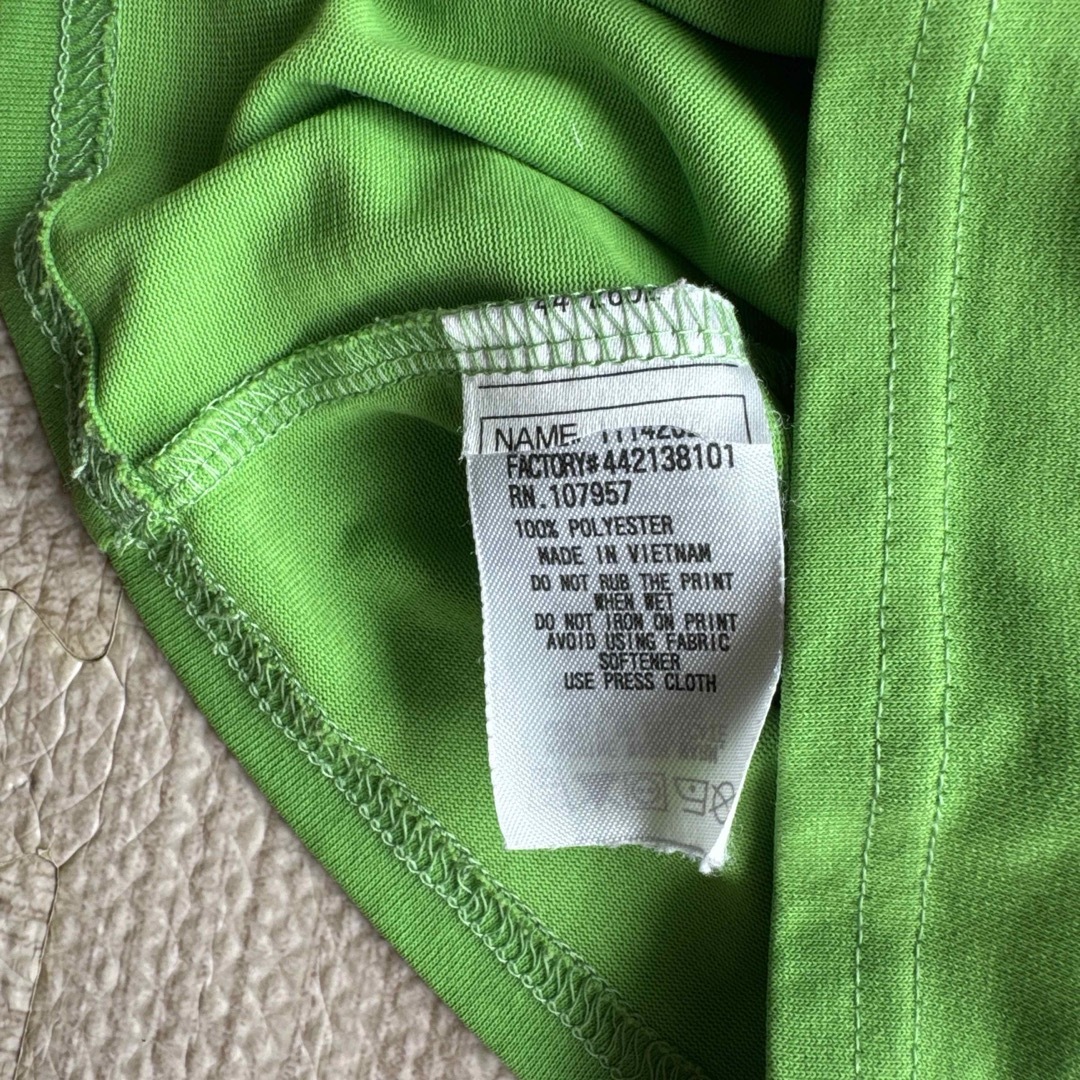 NAME
FACTORY#442138101
RN.107957
100% POLYESTER
MADE IN VIETNAM
DO NOT RUB THE PRINT
WHEN WET
DO NOT IRON ON PRINT
AVOID USING FABRIC
SOFTENER
USE PRESS CLOTH